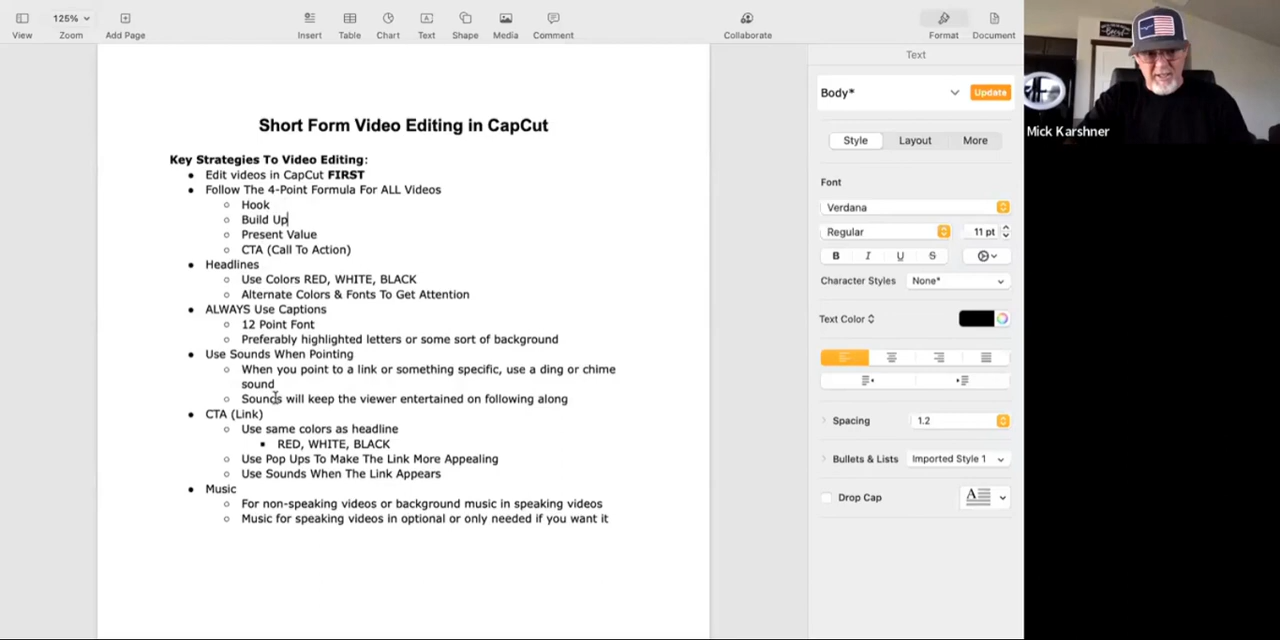 125%
View
Zoom
Add Page
Insert
Table
Chart
Text
Shape
Media
Comment
Collaborate
Format
Document
Short Form Video Editing in CapCut
Key Strategies To Video Editing:
Edit videos in CapCut FIRST
Follow The 4-Point Formula For ALL Videos
Hook
Build Up
Present Value
CTA (Call To Action)
Headlines
Use Colors RED, WHITE, BLACK
Alternate Colors & Fonts To Get Attention
ALWAYS Use Captions
12 Point Font
Preferably highlighted letters or some sort of background
Use Sounds When Pointing
When you point to a link or something specific, use a ding or chime
sound
Sounds will keep the viewer entertained on following along
CTA (Link)
Use same colors as headline
RED, WHITE, BLACK
Use Pop Ups To Make The Link More Appealing
Use Sounds When The Link Appears
Music
For non-speaking videos or background music in speaking videos
Music for speaking videos in optional or only needed if you want it
Text
Body*
Update
Style
Layout
More
Font
Verdana
Regular
11 pt
B I U S
Character Styles
None*
Text Color
Spacing
1.2
Bullets & Lists
Imported Style 1
Drop Cap
A
Mick Karshner